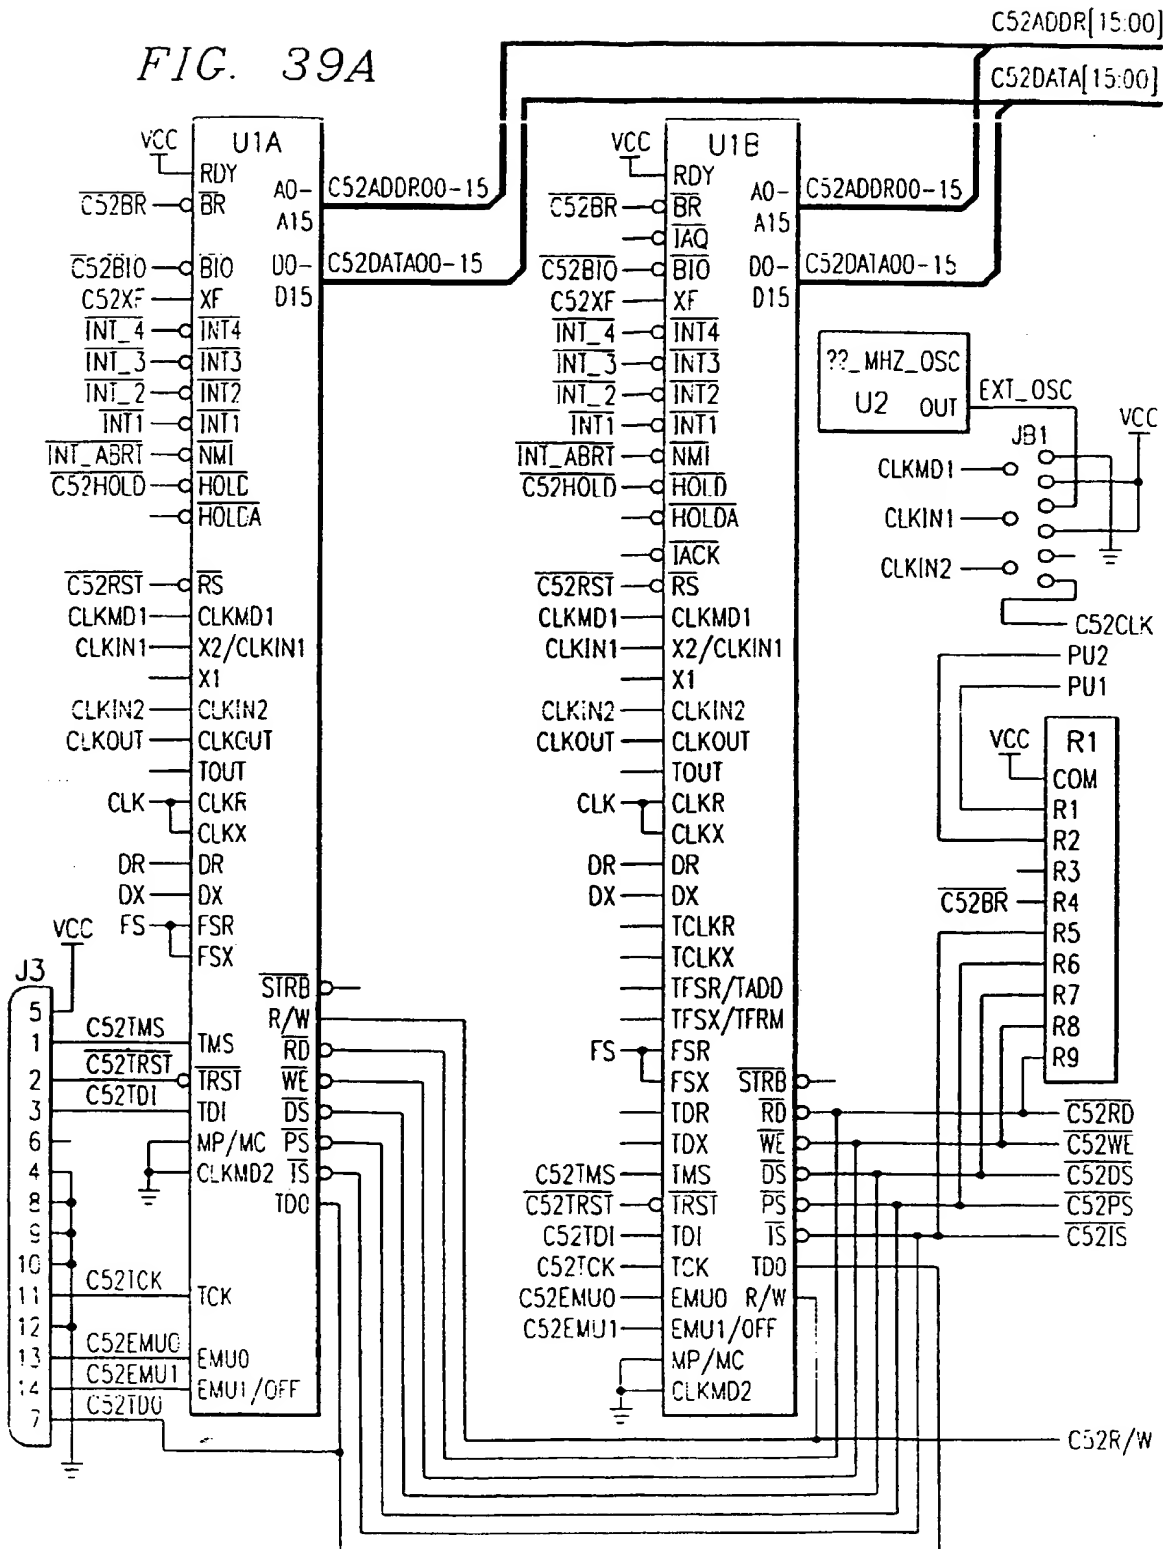 FIG. 39A
C52ADDR[15:00]
C52DATA[15:00]
U1A
VCC
RDY
C52BR
BR
C52BIO
BIO
C52XF
XF
INT_4
INT4
INT_3
INT3
INT_2
INT2
INT1
INT1
INT_ABRT
NMI
C52HOLD
HOLD
HOLDA
C52RST
RS
CLKMD1
CLKMD1
CLKIN1
X2/CLKIN1
X1
CLKIN2
CLKIN2
CLKOUT
CLKOUT
TOUT
CLK
CLKR
CLKX
DR
DR
DX
DX
FS
FSR
FSX
A0-
A15
C52ADDR00-15
D0-
D15
C52DATA00-15
STRB
R/W
RD
WE
DS
PS
IS
TDO
TMS
TRST
TDI
MP/MC
CLKMD2
TCK
EMU0
EMU1/OFF
VCC
J3
5
1
C52TMS
2
C52TRST
3
C52TDI
6
4
8
9
10
11
C52TCK
12
13
C52EMU0
14
C52EMU1
7
C52TDO
U1B
VCC
RDY
C52BR
BR
IAQ
C52BIO
BIO
C52XF
XF
INT_4
INT4
INT_3
INT3
INT_2
INT2
INT1
INT1
INT_ABRT
NMI
C52HOLD
HOLD
HOLDA
IACK
C52RST
RS
CLKMD1
CLKMD1
CLKIN1
X2/CLKIN1
X1
CLKIN2
CLKIN2
CLKOUT
CLKOUT
TOUT
CLK
CLKR
CLKX
DR
DR
DX
DX
TCLKR
TCLKX
TFSR/TADD
TFSX/TFRM
FS
FSR
FSX
TDR
TDX
C52TMS
TMS
C52TRST
TRST
C52TDI
TDI
C52TCK
TCK
C52EMU0
EMU0
C52EMU1
EMU1/OFF
MP/MC
CLKMD2
A0-
A15
C52ADDR00-15
D0-
D15
C52DATA00-15
STRB
RD
WE
DS
PS
IS
TDO
R/W
??_MHZ_OSC
U2
OUT
EXT_OSC
VCC
JB1
CLKMD1
CLKIN1
CLKIN2
C52CLK
PU2
PU1
VCC
R1
COM
R1
R2
R3
C52BR
R4
R5
R6
R7
R8
R9
C52RD
C52WE
C52DS
C52PS
C52IS
C52R/W